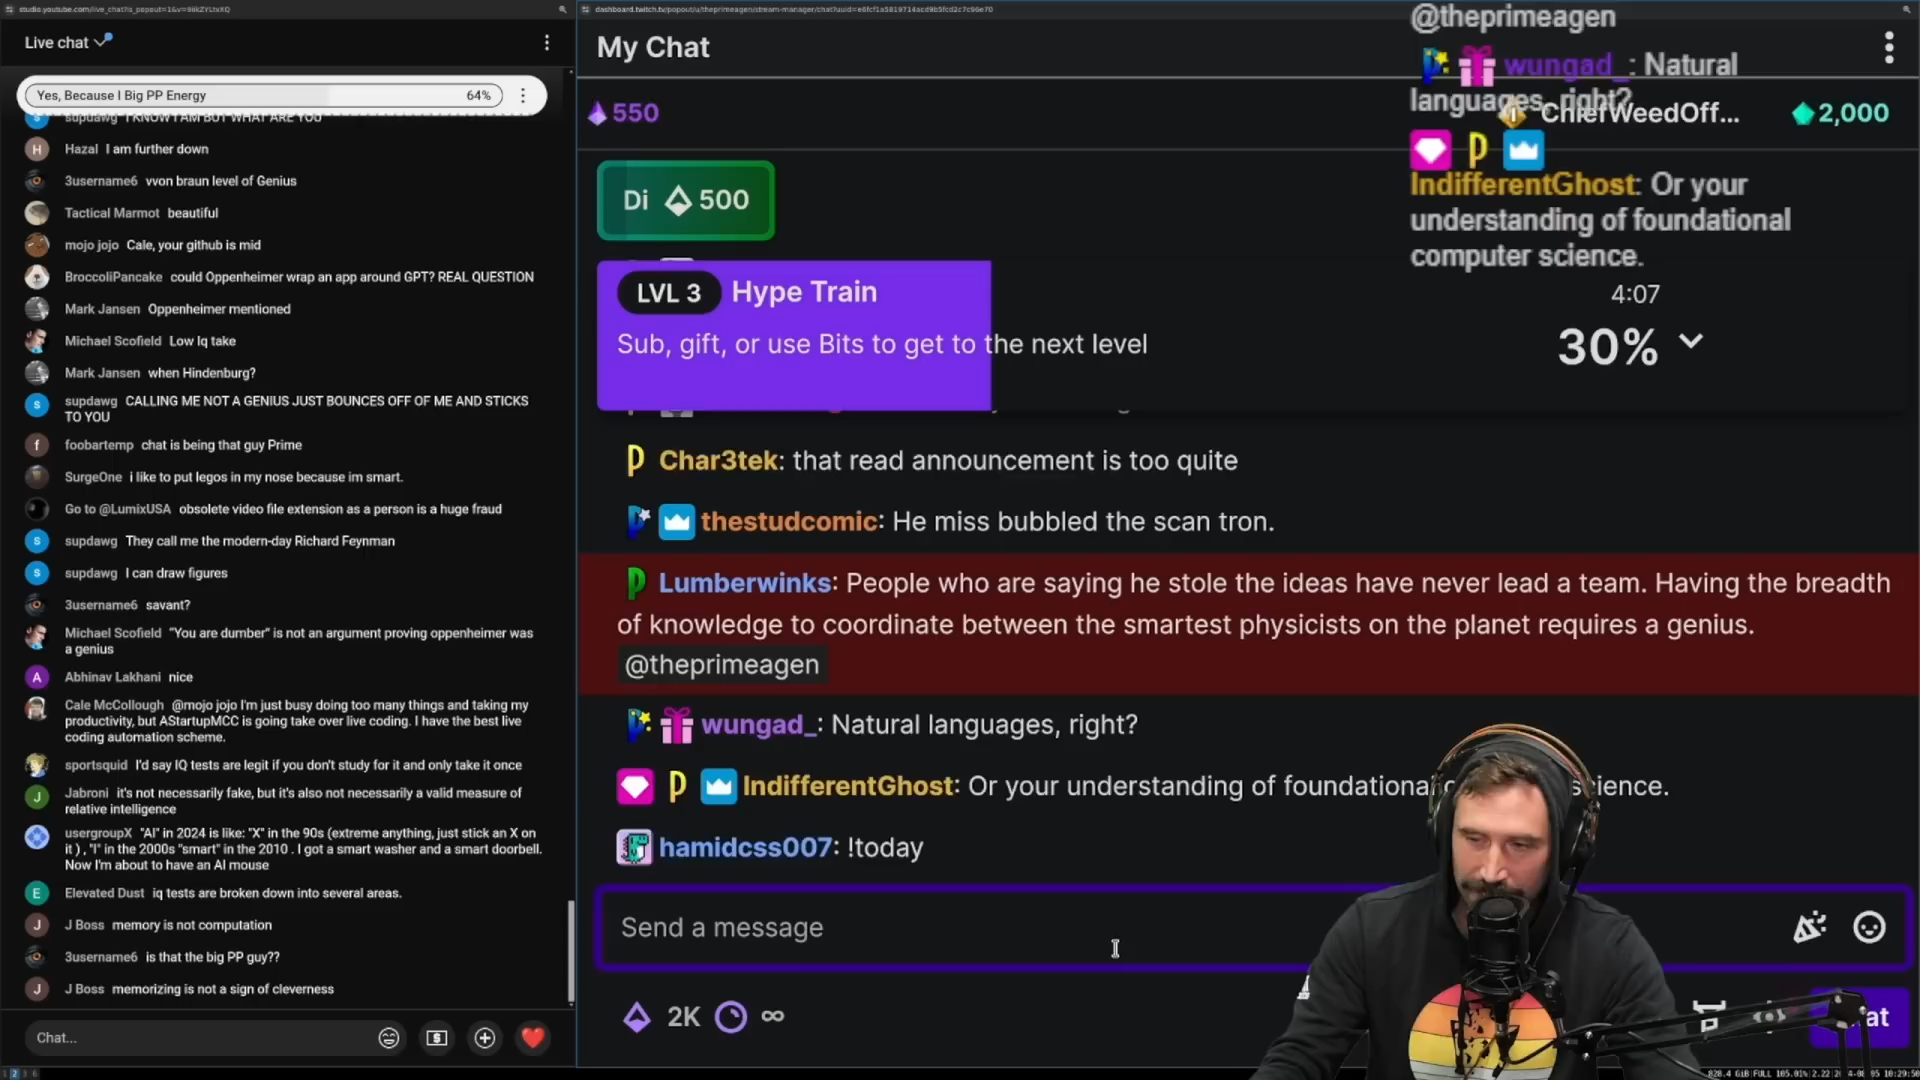 Live chat
Yes, Because I Big PP Energy 64%
supdawg I KNOW I AM BUT WHAT ARE YOU
Hazal I am further down
3username6 vvon braun level of Genius
Tactical Marmot beautiful
mojo jojo Cale, your github is mid
BroccoliPancake could Oppenheimer wrap an app around GPT? REAL QUESTION
Mark Jansen Oppenheimer mentioned
Michael Scofield Low Iq take
Mark Jansen when Hindenburg?
supdawg CALLING ME NOT A GENIUS JUST BOUNCES OFF OF ME AND STICKS
TO YOU
foobartemp chat is being that guy Prime
SurgeOne i like to put legos in my nose because im smart.
Go to @LumixUSA obsolete video file extension as a person is a huge fraud
supdawg They call me the modern-day Richard Feynman
supdawg I can draw figures
3username6 savant?
Michael Scofield "You are dumber" is not an argument proving oppenheimer was
a genius
Abhinav Lakhani nice
Cale McCollough @mojo jojo I'm just busy doing too many things and taking my
productivity, but AStartupMCC is going take over live coding. I have the best live
coding automation scheme.
sportsquid I'd say IQ tests are legit if you don't study for it and only take it once
Jabroni it's not necessarily fake, but it's also not necessarily a valid measure of
relative intelligence
usergroupX "AI" in 2024 is like: "X" in the 90s (extreme anything, just stick an X on
it ) , "I" in the 2000s "smart" in the 2010 . I got a smart washer and a smart doorbell.
Now I'm about to have an AI mouse
Elevated Dust iq tests are broken down into several areas.
J Boss memory is not computation
3username6 is that the big PP guy??
J Boss memorizing is not a sign of cleverness
Chat...
My Chat
550
ChiefWeedOff... 2,000
Di 500
LVL 3 Hype Train
Sub, gift, or use Bits to get to the next level
4:07
30%
Char3tek: that read announcement is too quite
thestudcomic: He miss bubbled the scan tron.
Lumberwinks: People who are saying he stole the ideas have never lead a team. Having the breadth
of knowledge to coordinate between the smartest physicists on the planet requires a genius.
@theprimeagen
wungad_: Natural languages, right?
IndifferentGhost: Or your understanding of foundational
hamidcss007: !today
Send a message
2K ∞
@theprimeagen
wungad_: Natural
languages, right?
IndifferentGhost: Or your
understanding of foundational
computer science.